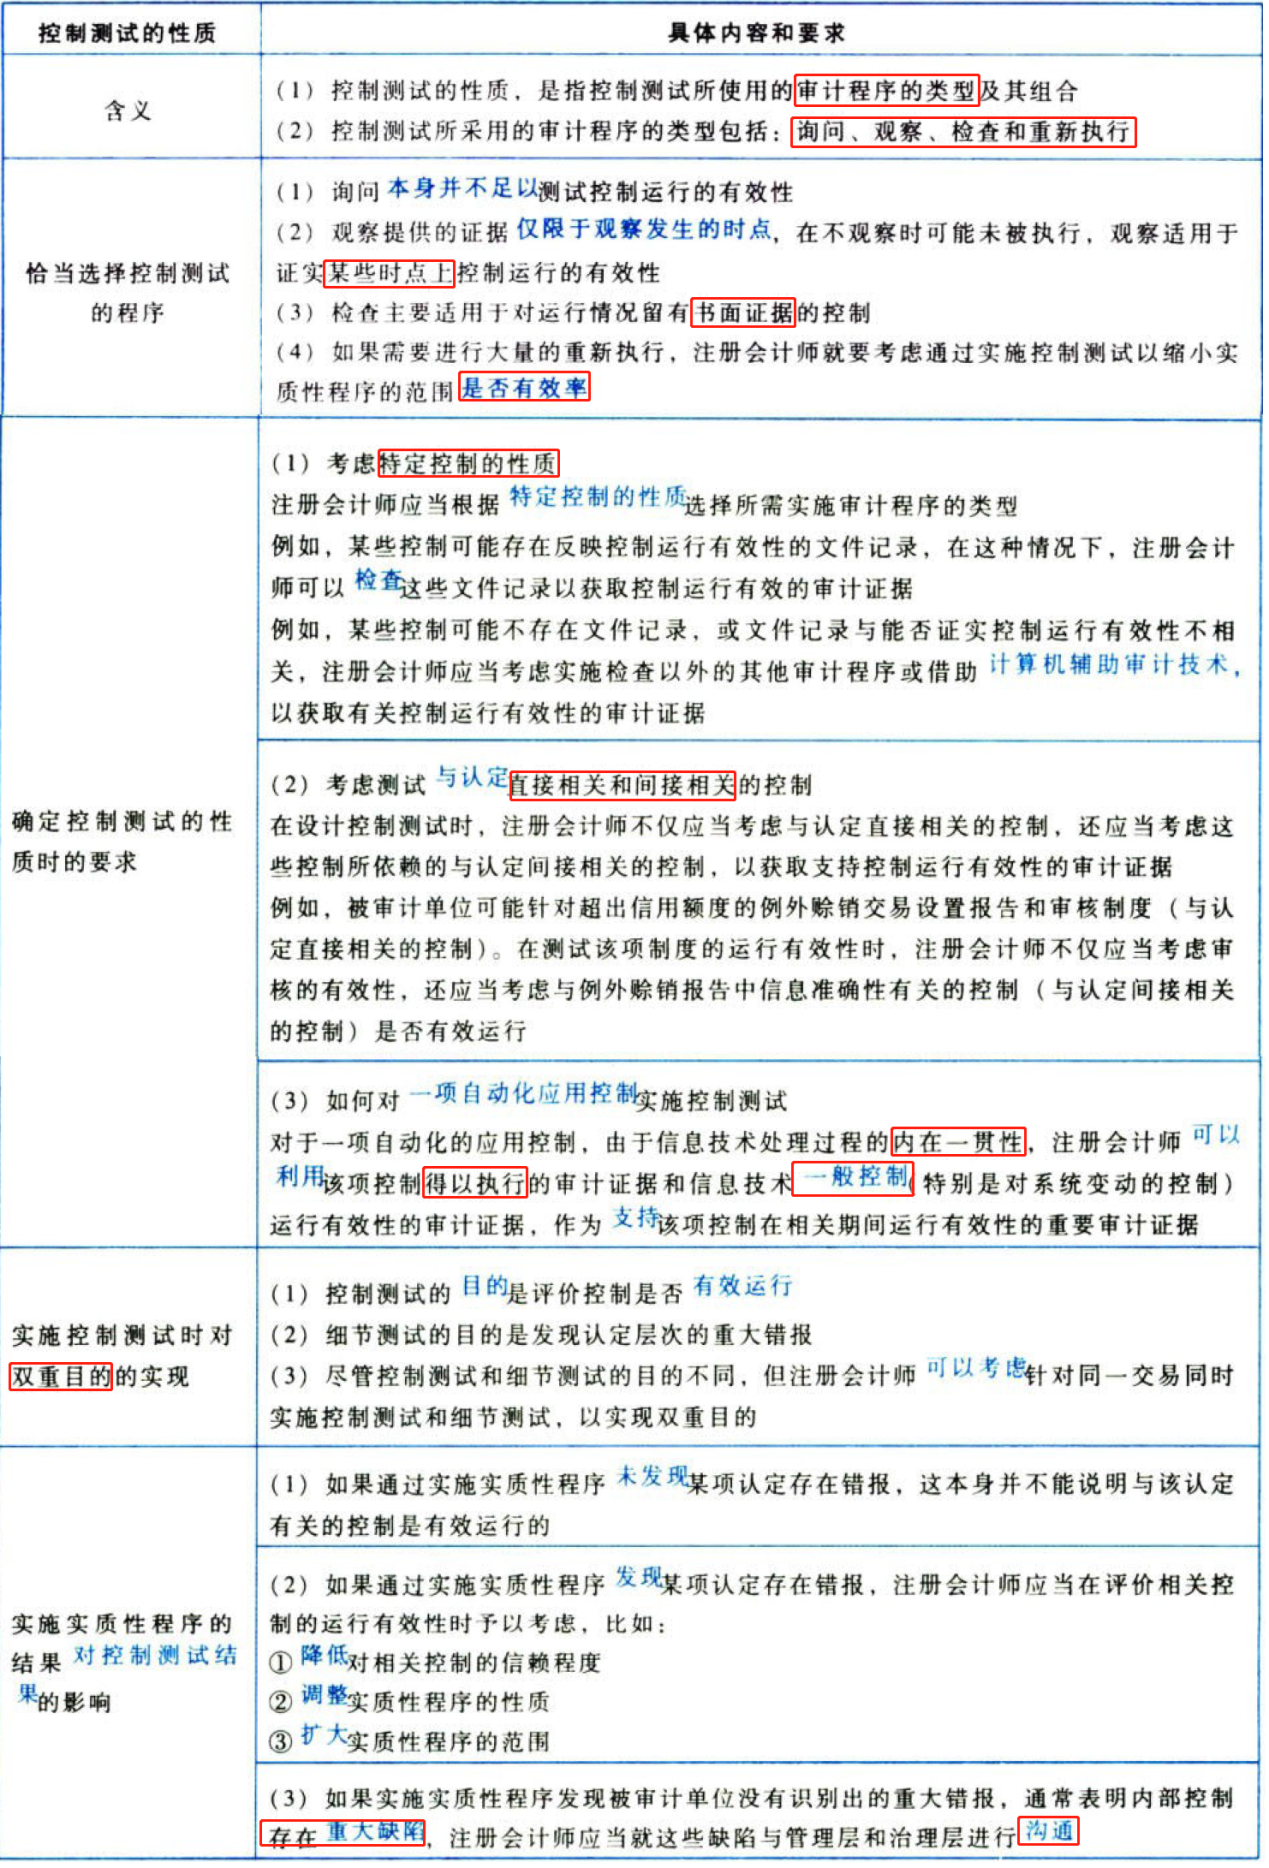 控制测试的性质
具体内容和要求
含义
（1）控制测试的性质，是指控制测试所使用的审计程序的类型及其组合
（2）控制测试所采用的审计程序的类型包括：询问、观察、检查和重新执行
恰当选择控制测试
的程序
（1）询问本身并不足以测试控制运行的有效性
（2）观察提供的证据仅限于观察发生的时点，在不观察时可能未被执行，观察适用于
证实某些时点上控制运行的有效性
（3）检查主要适用于对运行情况留有书面证据的控制
（4）如果需要进行大量的重新执行，注册会计师就要考虑通过实施控制测试以缩小实
质性程序的范围是否有效率
确定控制测试的性
质时的要求
（1）考虑特定控制的性质
注册会计师应当根据特定控制的性质选择所需实施审计程序的类型
例如，某些控制可能存在反映控制运行有效性的文件记录，在这种情况下，注册会计
师可以检查这些文件记录以获取控制运行有效的审计证据
例如，某些控制可能不存在文件记录，或文件记录与能否证实控制运行有效性不相
关，注册会计师应当考虑实施检查以外的其他审计程序或借助计算机辅助审计技术，
以获取有关控制运行有效性的审计证据
（2）考虑测试与认定直接相关和间接相关的控制
在设计控制测试时，注册会计师不仅应当考虑与认定直接相关的控制，还应当考虑这
些控制所依赖的与认定间接相关的控制，以获取支持控制运行有效性的审计证据
例如，被审计单位可能针对超出信用额度的例外赊销交易设置报告和审核制度（与认
定直接相关的控制）。在测试该项制度的运行有效性时，注册会计师不仅应当考虑审
核的有效性，还应当考虑与例外赊销报告中信息准确性有关的控制（与认定间接相关
的控制）是否有效运行
（3）如何对一项自动化应用控制实施控制测试
对于一项自动化的应用控制，由于信息技术处理过程的内在一贯性，注册会计师可以
利用该项控制得以执行的审计证据和信息技术一般控制（特别是对系统变动的控制）
运行有效性的审计证据，作为支持该项控制在相关期间运行有效性的重要审计证据
实施控制测试时对
双重目的的实现
（1）控制测试的目的是评价控制是否有效运行
（2）细节测试的目的是发现认定层次的重大错报
（3）尽管控制测试和细节测试的目的不同，但注册会计师可以考虑针对同一交易同时
实施控制测试和细节测试，以实现双重目的
实施实质性程序的
结果对控制测试结
果的影响
（1）如果通过实施实质性程序未发现某项认定存在错报，这本身并不能说明与该认定
有关的控制是有效运行的
（2）如果通过实施实质性程序发现某项认定存在错报，注册会计师应当在评价相关控
制的运行有效性时予以考虑，比如：
①降低对相关控制的信赖程度
②调整实质性程序的性质
③扩大实质性程序的范围
（3）如果实施实质性程序发现被审计单位没有识别出的重大错报，通常表明内部控制
存在重大缺陷，注册会计师应当就这些缺陷与管理层和治理层进行沟通